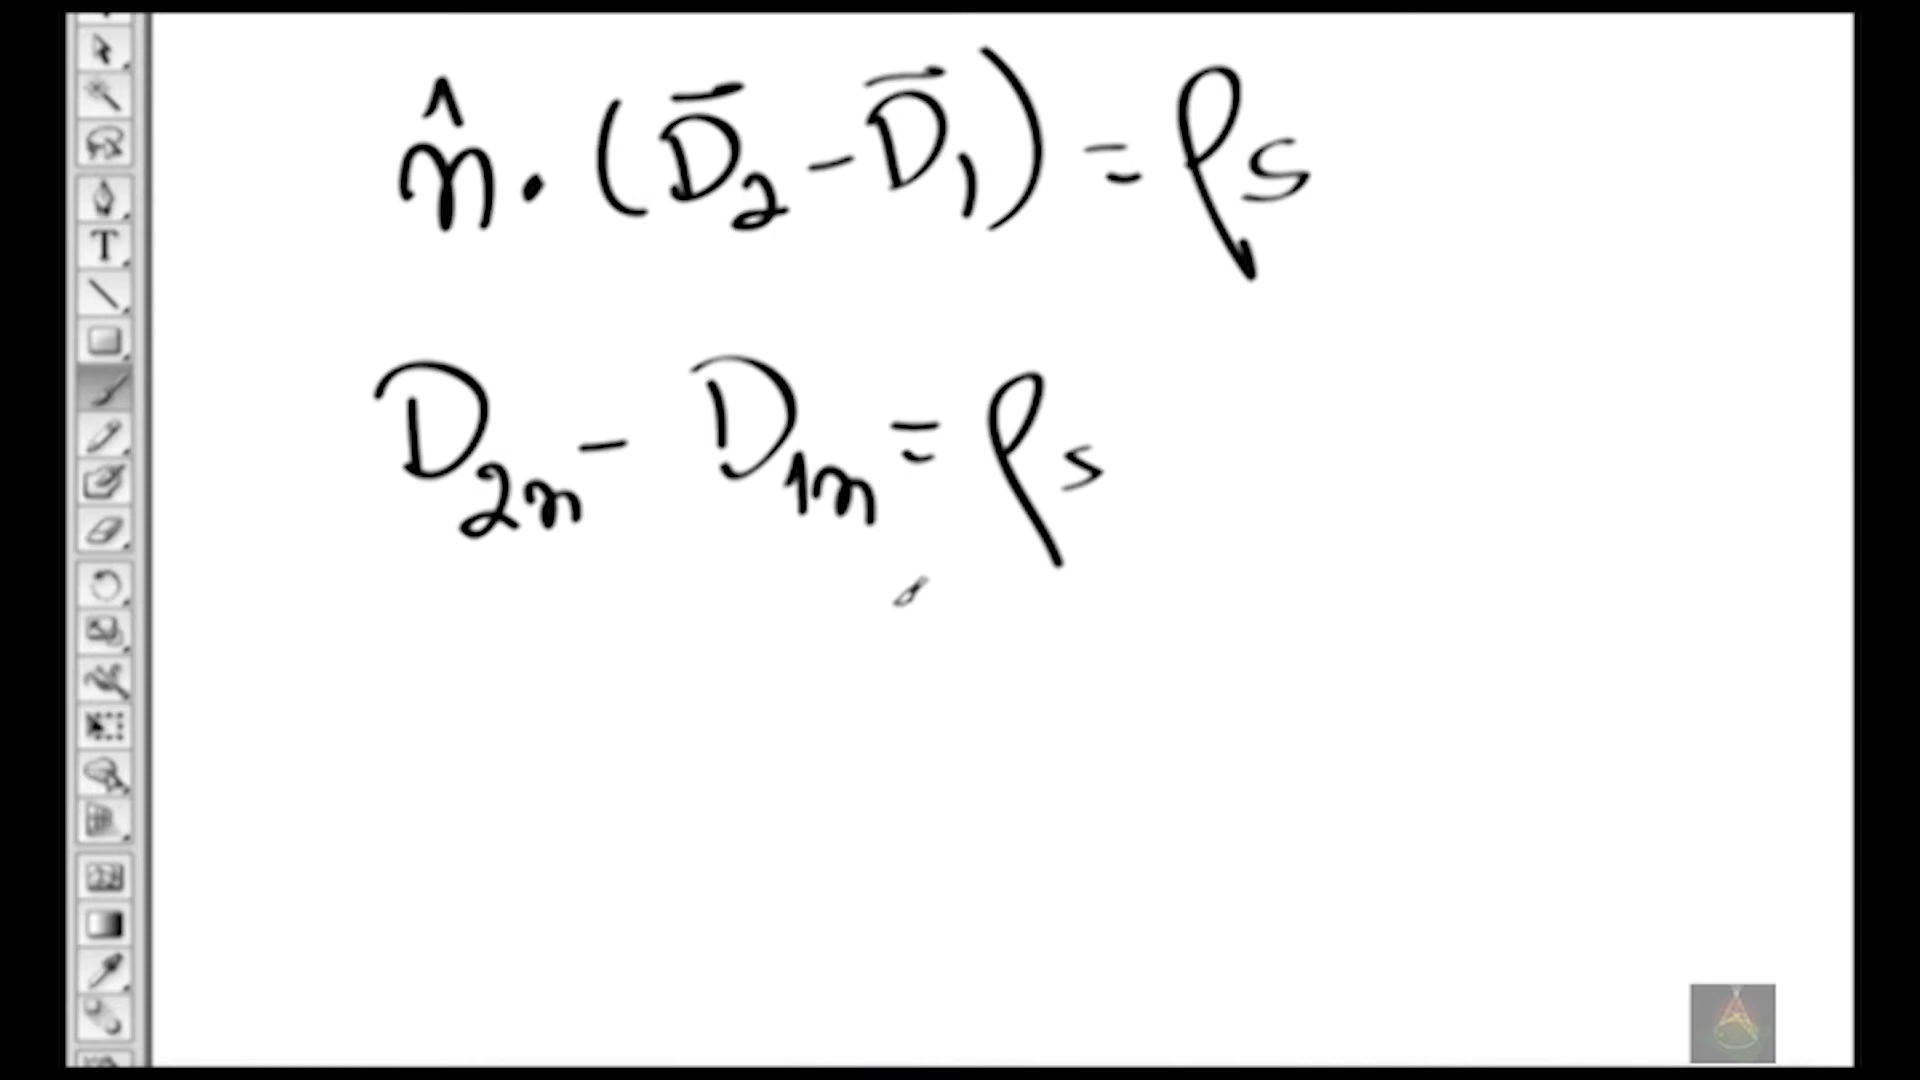 n̂ · (D̄₂ - D̄₁) = ρₛ
D₂ₙ - D₁ₙ = ρₛ